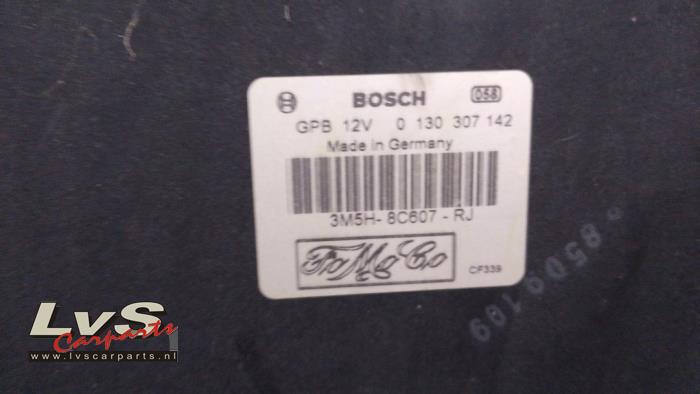 BOSCH 058
GPB 12V 0 130 307 142
Made in Germany
3M5H- 8C607 - RJ
FoMoCo
CF339
LvS
Carparts
www.lvscarparts.nl